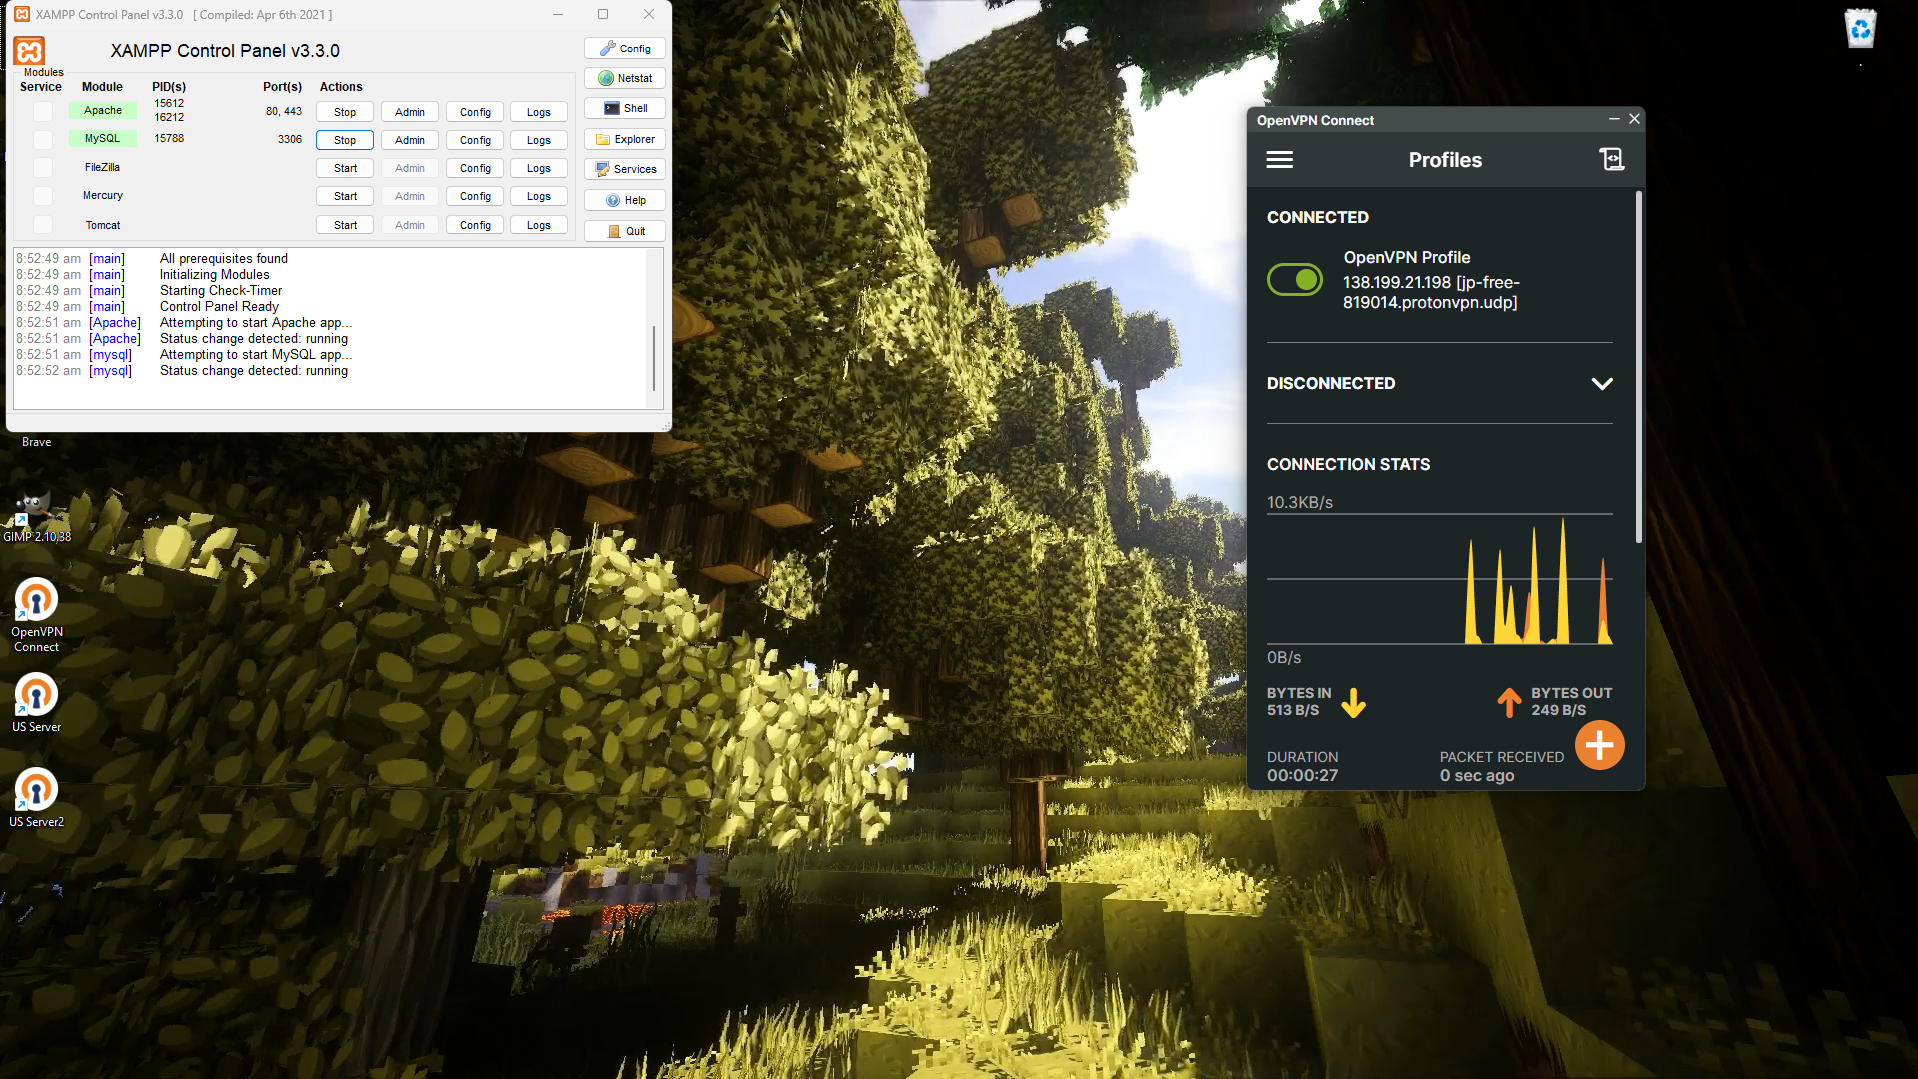 XAMPP Control Panel v3.3.0 [ Compiled: Apr 6th 2021 ]
XAMPP Control Panel v3.3.0
Modules
Service Module PID(s) Port(s) Actions
Apache 15612 16212 80, 443 Stop Admin Config Logs
MySQL 15788 3306 Stop Admin Config Logs
FileZilla Start Admin Config Logs
Mercury Start Admin Config Logs
Tomcat Start Admin Config Logs
Config
Netstat
Shell
Explorer
Services
Help
Quit
8:52:49 am [main] All prerequisites found
8:52:49 am [main] Initializing Modules
8:52:49 am [main] Starting Check-Timer
8:52:49 am [main] Control Panel Ready
8:52:51 am [Apache] Attempting to start Apache app...
8:52:51 am [Apache] Status change detected: running
8:52:51 am [mysql] Attempting to start MySQL app...
8:52:52 am [mysql] Status change detected: running
Brave
GIMP 2.10.38
OpenVPN
Connect
US Server
US Server2
OpenVPN Connect
Profiles
CONNECTED
OpenVPN Profile
138.199.21.198 [jp-free-
819014.protonvpn.udp]
DISCONNECTED
CONNECTION STATS
10.3KB/s
0B/s
BYTES IN
513 B/S
BYTES OUT
249 B/S
DURATION
00:00:27
PACKET RECEIVED
0 sec ago